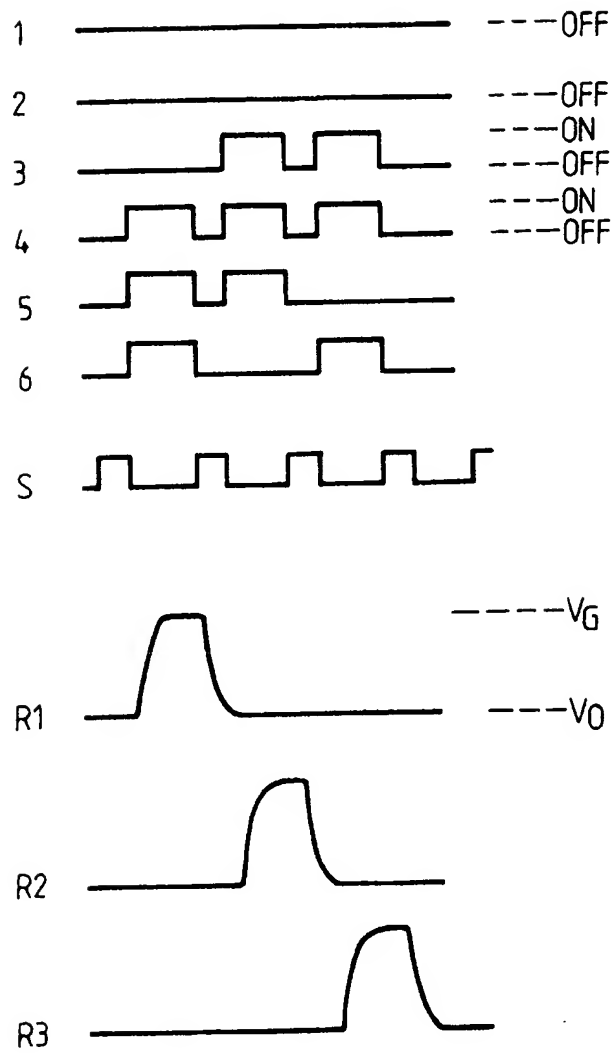 1 ---OFF
2 ---OFF
---ON
3 ---OFF
---ON
4 ---OFF
5
6
S
----VG
R1 ---V0
R2
R3